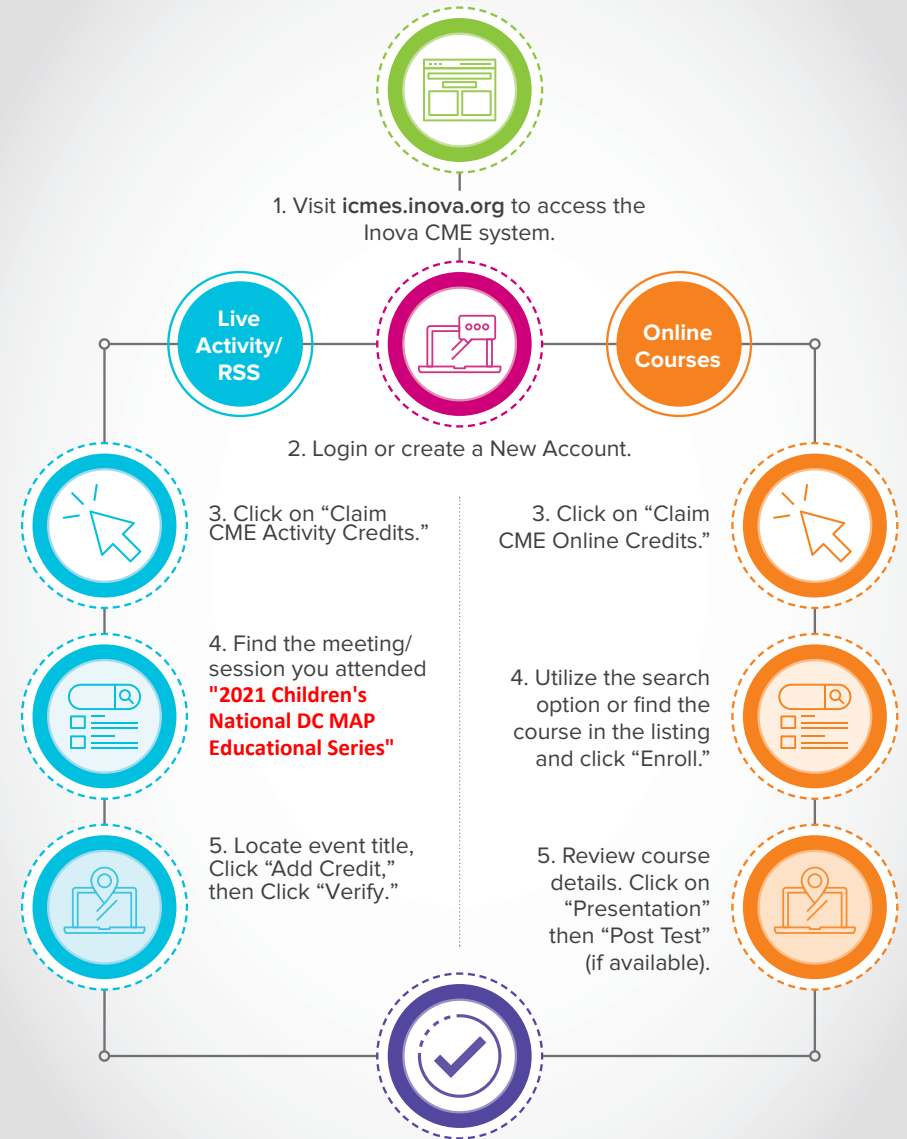 1. Visit icmes.inova.org to access the
Inova CME system.
Live
Activity/
RSS
Online
Courses
2. Login or create a New Account.
3. Click on “Claim
CME Activity Credits.”
4. Find the meeting/
session you attended
"2021 Children's
National DC MAP
Educational Series"
5. Locate event title,
Click “Add Credit,”
then Click “Verify.”
3. Click on “Claim
CME Online Credits.”
4. Utilize the search
option or find the
course in the listing
and click “Enroll.”
5. Review course
details. Click on
“Presentation”
then “Post Test”
(if available).